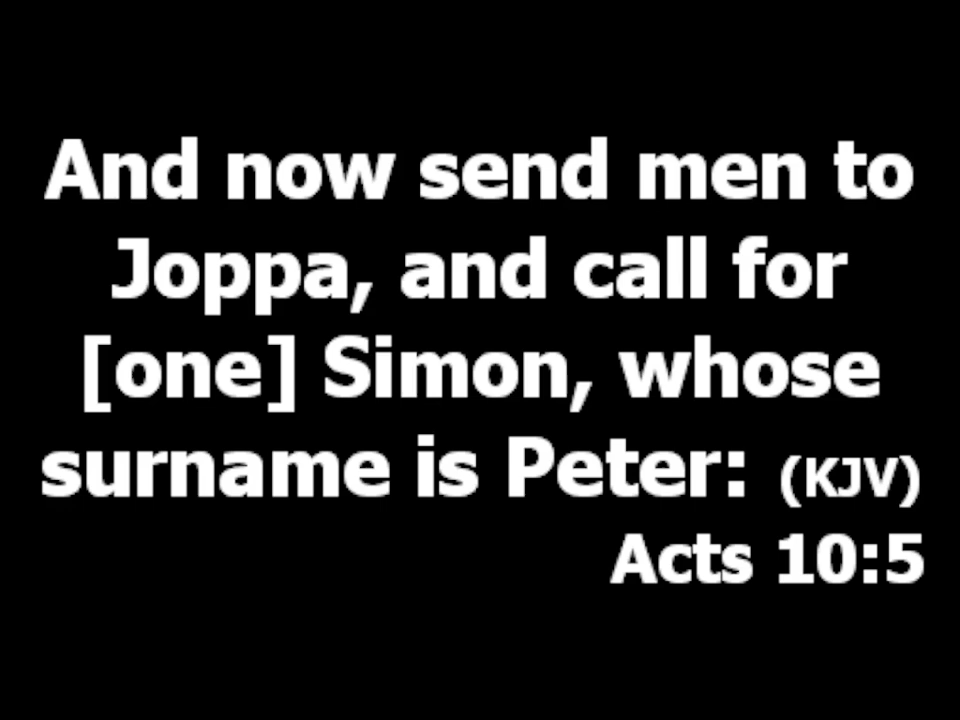 And now send men to
Joppa, and call for
[one] Simon, whose
surname is Peter: (KJV)
Acts 10:5